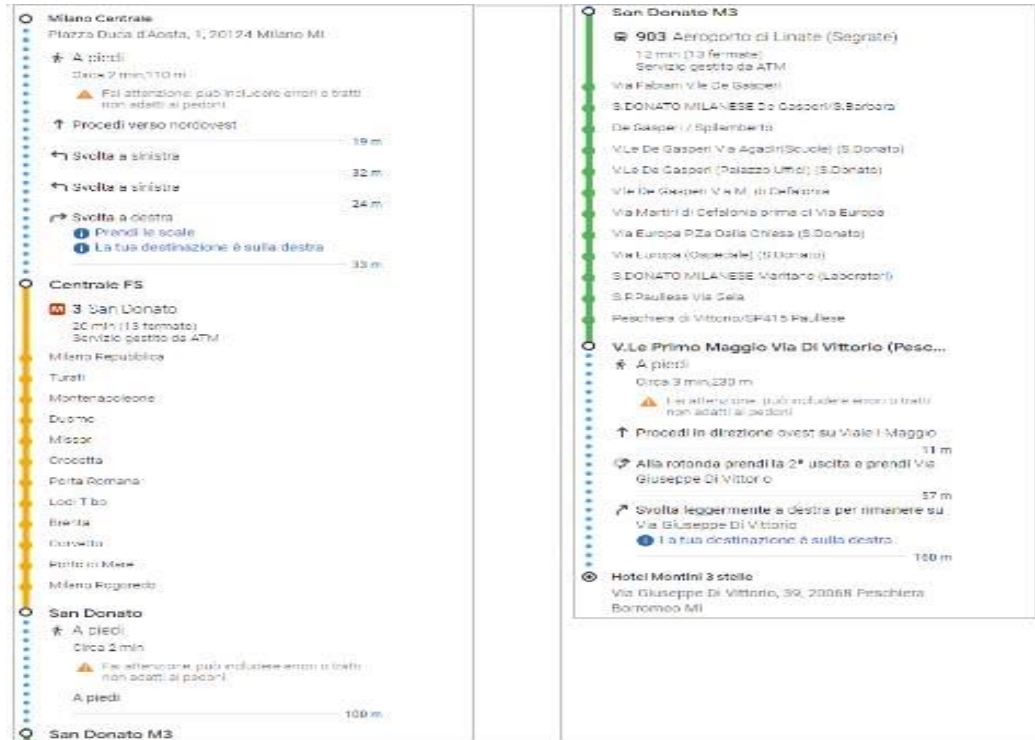 Milano Centrale
Piazza Duca d'Aosta, 1, 20124 Milano MI
A piedi
Circa 2 min,110 m
Fai attenzione: può includere errori o tratti
non adatti ai pedoni
Procedi verso nordovest
19 m
Svolta a sinistra
32 m
Svolta a sinistra
24 m
Svolta a destra
Prendi le scale
La tua destinazione è sulla destra
33 m
Centrale FS
M 3 San Donato
20 min (13 fermate)
Servizio gestito da ATM
Milano Repubblica
Turati
Montenapoleone
Duomo
Missori
Crocetta
Porta Romana
Lodi Tibb
Brenta
Corvetto
Porto di Mare
Milano Rogoredo
San Donato
A piedi
Circa 2 min
Fai attenzione: può includere errori o tratti
non adatti ai pedoni
A piedi
100 m
San Donato M3
San Donato M3
903 Aeroporto di Linate (Segrate)
12 min (13 fermate)
Servizio gestito da ATM
Via Fabiani V.le De Gasperi
S.DONATO MILANESE De Gasperi/S.Barbara
De Gasperi / Spilamberto
V.Le De Gasperi Via Agadir(Scuole) (S.Donato)
V.Le De Gasperi (Palazzo Uffici) (S.Donato)
V.le De Gasperi Via M. di Cefalonia
Via Martiri di Cefalonia prima di Via Europa
Via Europa P.Za Dalla Chiesa (S.Donato)
Via Europa (Ospedale) (S.Donato)
S.DONATO MILANESE Maritano (Laboratori)
S.P.Paullese Via Gela
Peschiera di Vittorio/SP415 Paullese
V.Le Primo Maggio Via Di Vittorio (Pesc...
A piedi
Circa 3 min,230 m
Fai attenzione: può includere errori o tratti
non adatti ai pedoni
Procedi in direzione ovest su Viale I Maggio
11 m
Alla rotonda prendi la 2ª uscita e prendi Via
Giuseppe Di Vittorio
57 m
Svolta leggermente a destra per rimanere su
Via Giuseppe Di Vittorio
La tua destinazione è sulla destra
160 m
Hotel Montini 3 stelle
Via Giuseppe Di Vittorio, 39, 20068 Peschiera
Borromeo MI